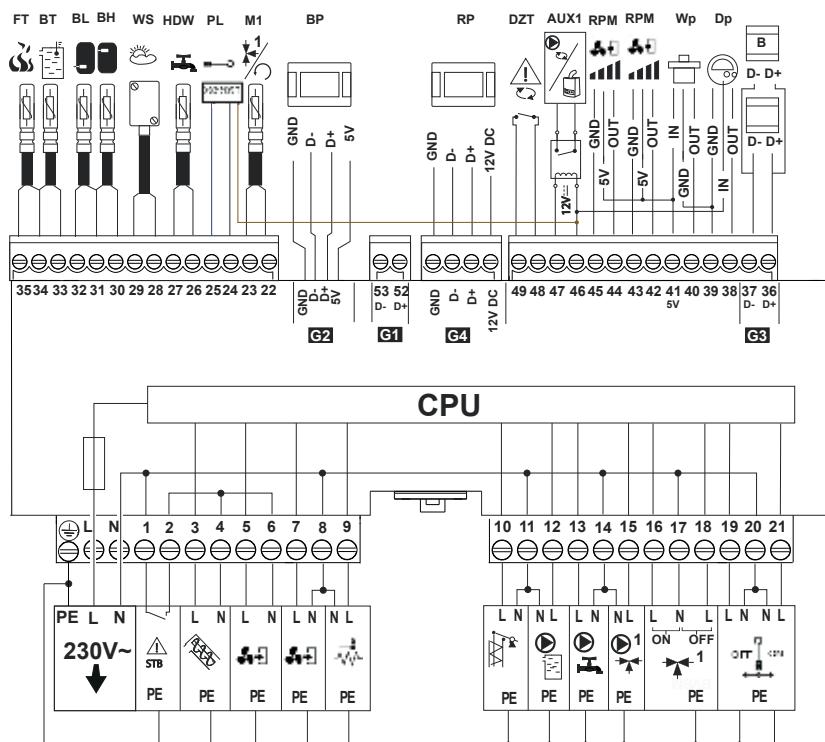 FT BT BL BH WS HDW PL M1 BP RP DZT AUX1 RPM RPM Wp Dp
1
B
D- D+
GND D- D+ 5V
GND D- D+ 12V DC
12V
GND 5V OUT GND 5V OUT IN GND OUT GND IN OUT
D- D+
35 34 33 32 31 30 29 28 27 26 25 24 23 22
GND D- D+ 5V
53 52
D- D+
GND D- D+ 12V DC
49 48 47 46 45 44 43 42 41 40 39 38 37 36
5V
D- D+
G2 G1 G4 G3
CPU
L N 1 2 3 4 5 6 7 8 9
10 11 12 13 14 15 16 17 18 19 20 21
PE L N L N L L N N L
230V~
STB
PE PE PE PE PE
L N N L L N N L L N L L N N L
ON OFF
1 1
PE PE PE PE PE PE